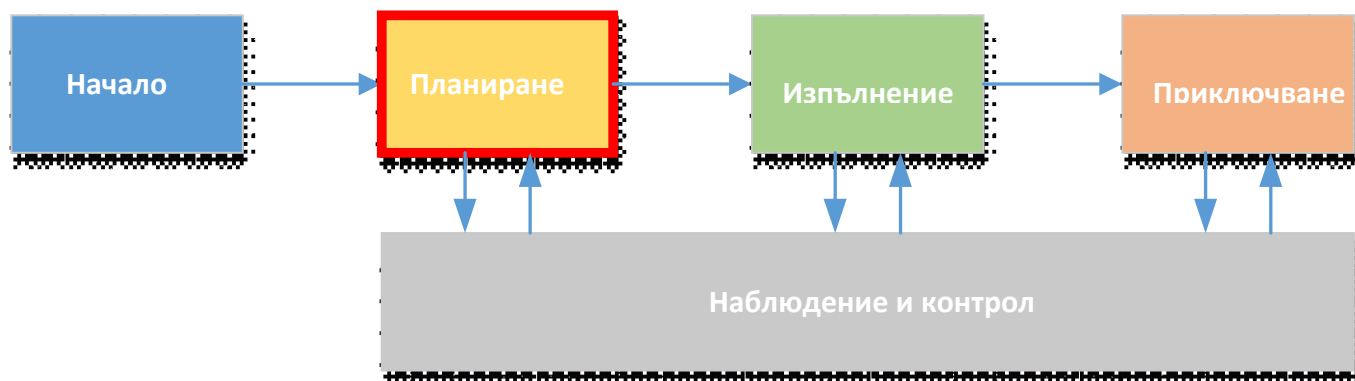 Начало
Планиране
Изпълнение
Приключване
Наблюдение и контрол